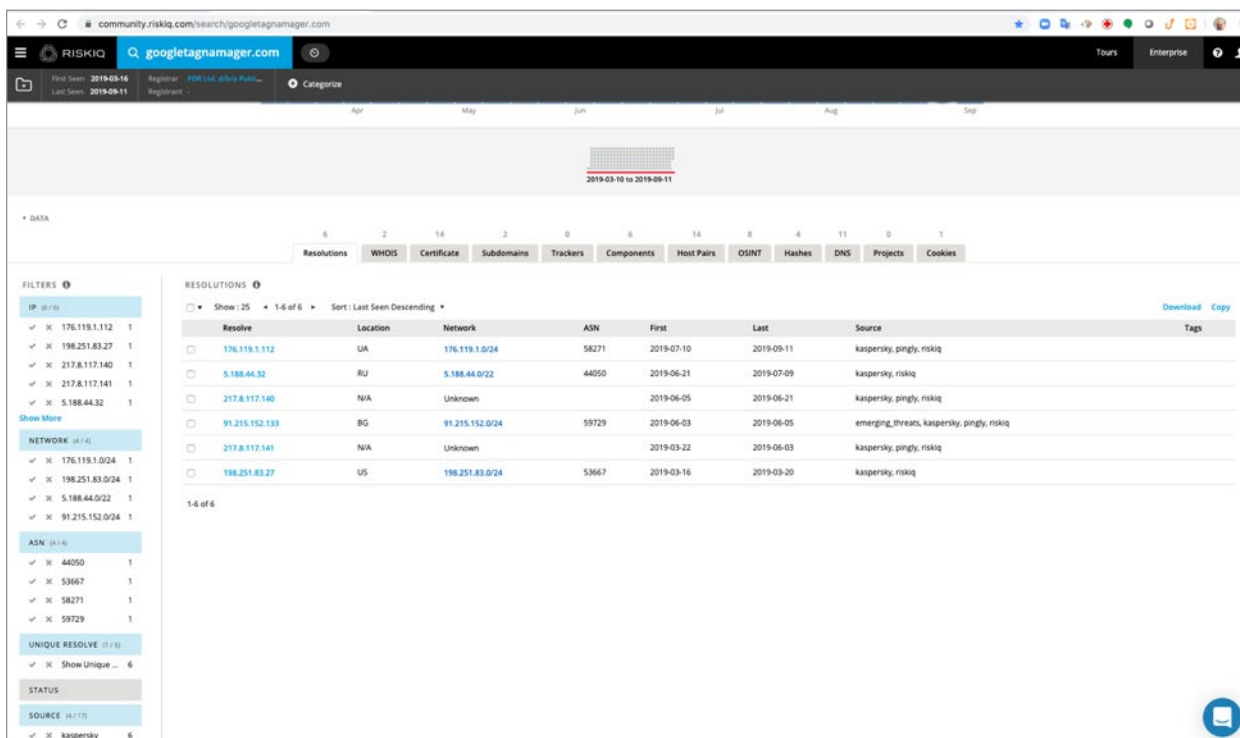 community.riskiq.com/search/googletagnamager.com
RISKIQ
googletagnamager.com
Tours
Enterprise
First Seen 2019-03-16
Last Seen 2019-09-11
Registrar PDR Ltd. d/b/a Publi...
Registrant -
Categorize
Apr May Jun Jul Aug Sep
2019-03-10 to 2019-09-11
DATA
6 2 14 2 0 6 14 8 4 11 0 1
Resolutions WHOIS Certificate Subdomains Trackers Components Host Pairs OSINT Hashes DNS Projects Cookies
FILTERS
IP (6 / 6)
176.119.1.112 1
198.251.83.27 1
217.8.117.140 1
217.8.117.141 1
5.188.44.32 1
Show More
NETWORK (4 / 4)
176.119.1.0/24 1
198.251.83.0/24 1
5.188.44.0/22 1
91.215.152.0/24 1
ASN (4 / 4)
44050 1
53667 1
58271 1
59729 1
UNIQUE RESOLVE
Show Unique ... 6
STATUS
SOURCE (4 / 17)
kaspersky 6
RESOLUTIONS
Show : 25 1-6 of 6 Sort : Last Seen Descending
Download Copy
Resolve Location Network ASN First Last Source Tags
176.119.1.112 UA 176.119.1.0/24 58271 2019-07-10 2019-09-11 kaspersky, pingly, riskiq
5.188.44.32 RU 5.188.44.0/22 44050 2019-06-21 2019-07-09 kaspersky, riskiq
217.8.117.140 N/A Unknown 2019-06-05 2019-06-21 kaspersky, pingly, riskiq
91.215.152.133 BG 91.215.152.0/24 59729 2019-06-03 2019-06-05 emerging_threats, kaspersky, pingly, riskiq
217.8.117.141 N/A Unknown 2019-03-22 2019-06-03 kaspersky, pingly, riskiq
198.251.83.27 US 198.251.83.0/24 53667 2019-03-16 2019-03-20 kaspersky, riskiq
1-6 of 6